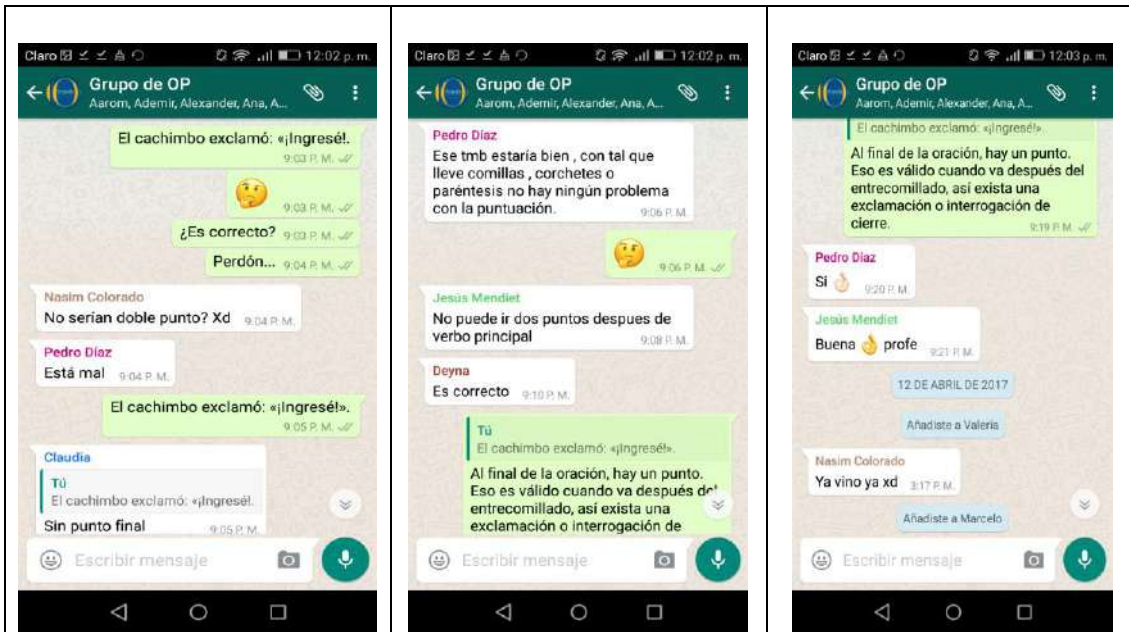 Claro 12:02 p. m.
Grupo de OP
Aarom, Ademir, Alexander, Ana, A...
El cachimbo exclamó: «¡Ingresé!.
9:03 P. M.
9:03 P. M.
¿Es correcto? 9:03 P. M.
Perdón... 9:04 P. M.
Nasim Colorado
No serían doble punto? Xd 9:04 P. M.
Pedro Díaz
Está mal 9:04 P. M.
El cachimbo exclamó: «¡Ingresé!».
9:05 P. M.
Claudia
Tú
El cachimbo exclamó: «¡Ingresé!.
Sin punto final 9:05 P. M.
Escribir mensaje
Claro 12:02 p. m.
Grupo de OP
Aarom, Ademir, Alexander, Ana, A...
Pedro Díaz
Ese tmb estaría bien , con tal que
lleve comillas , corchetes o
paréntesis no hay ningún problema
con la puntuación. 9:06 P. M.
9:06 P. M.
Jesús Mendiet
No puede ir dos puntos despues de
verbo principal 9:08 P. M.
Deyna
Es correcto 9:10 P. M.
Tú
El cachimbo exclamó: «¡Ingresé!».
Al final de la oración, hay un punto.
Eso es válido cuando va después del
entrecomillado, así exista una
exclamación o interrogación de
Escribir mensaje
Claro 12:03 p. m.
Grupo de OP
Aarom, Ademir, Alexander, Ana, A...
El cachimbo exclamó: «¡Ingresé!».
Al final de la oración, hay un punto.
Eso es válido cuando va después del
entrecomillado, así exista una
exclamación o interrogación de
cierre. 9:19 P. M.
Pedro Díaz
Si 9:20 P. M.
Jesús Mendiet
Buena profe 9:21 P. M.
12 DE ABRIL DE 2017
Añadiste a Valeria
Nasim Colorado
Ya vino ya xd 3:17 P. M.
Añadiste a Marcelo
Escribir mensaje